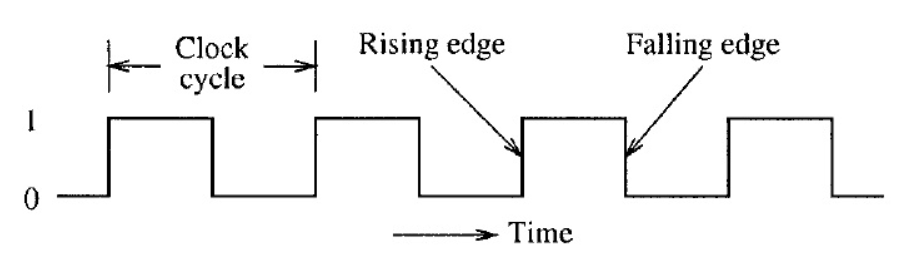 Clock
cycle
Rising edge
Falling edge
1
0
Time